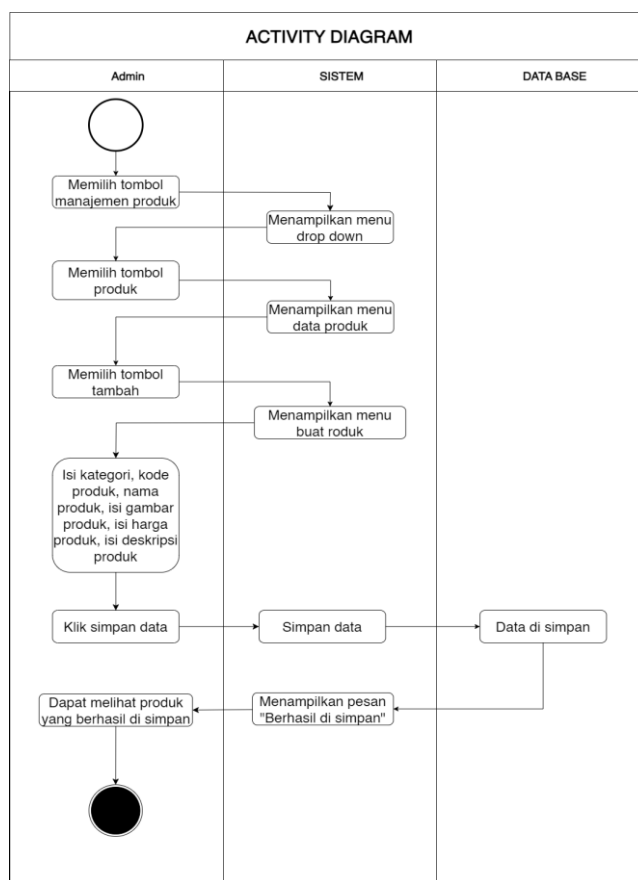 ACTIVITY DIAGRAM
Admin
SISTEM
DATA BASE
Memilih tombol
manajemen produk
Menampilkan menu
drop down
Memilih tombol
produk
Menampilkan menu
data produk
Memilih tombol
tambah
Menampilkan menu
buat roduk
Isi kategori, kode
produk, nama
produk, isi gambar
produk, isi harga
produk, isi deskripsi
produk
Klik simpan data
Simpan data
Data di simpan
Menampilkan pesan
"Berhasil di simpan"
Dapat melihat produk
yang berhasil di simpan